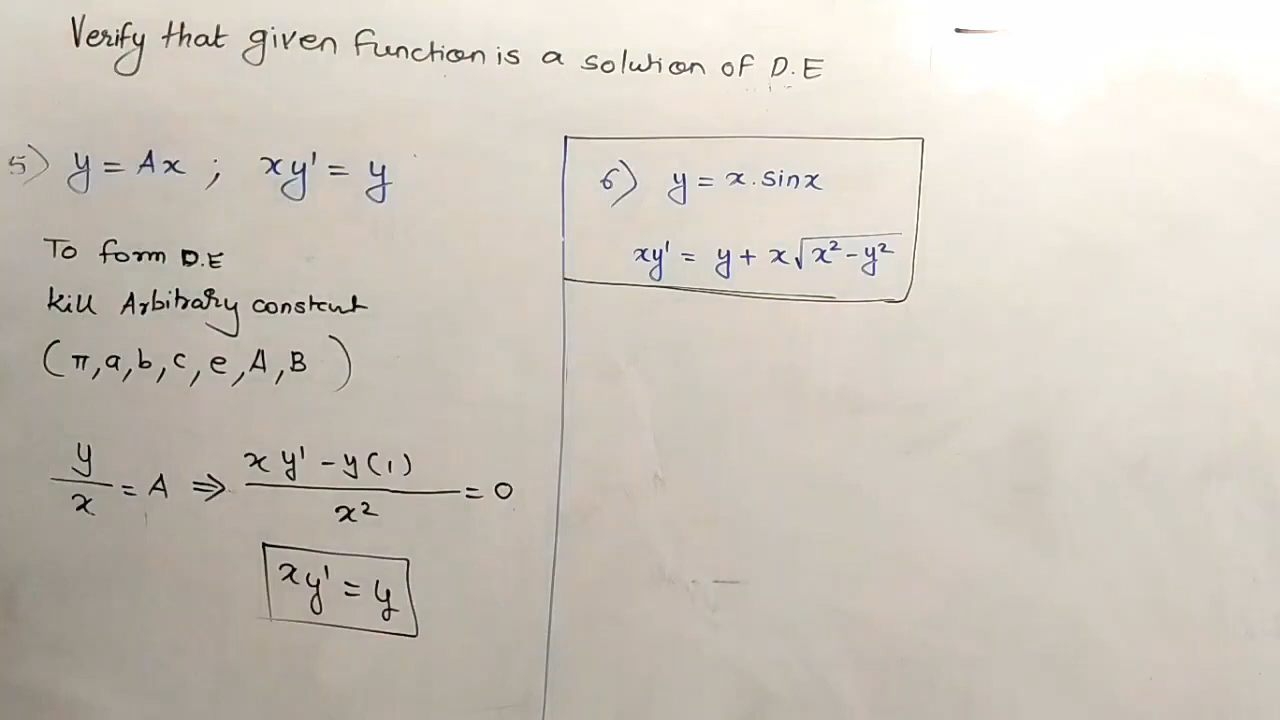 Verify that given function is a solution of D.E
5) y = Ax ; xy' = y
To form D.E
kill Arbitrary constant
(π, a, b, c, e, A, B)
y/x = A ⇒ (xy' - y(1))/x² = 0
xy' = y
6) y = x.sinx
xy' = y + x√(x² - y²)